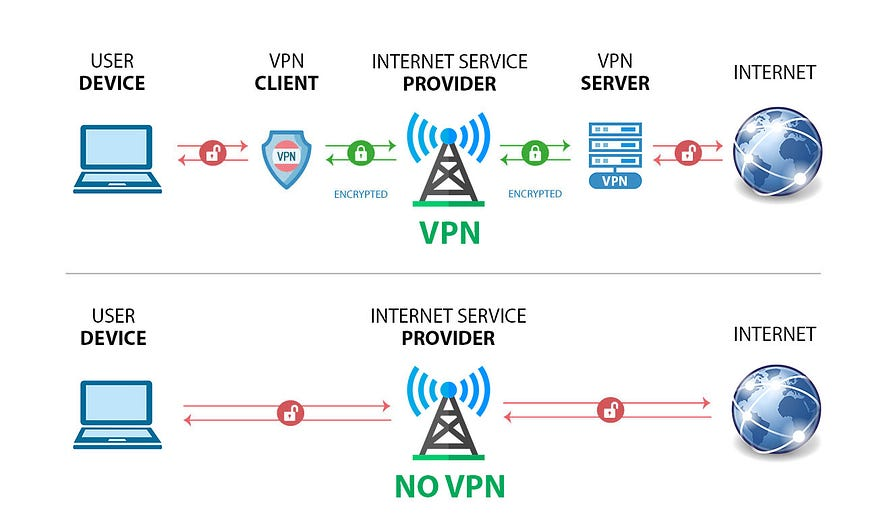 USER
DEVICE
VPN
CLIENT
INTERNET SERVICE
PROVIDER
VPN
SERVER
INTERNET
VPN
VPN
ENCRYPTED
ENCRYPTED
VPN
USER
DEVICE
INTERNET SERVICE
PROVIDER
INTERNET
NO VPN